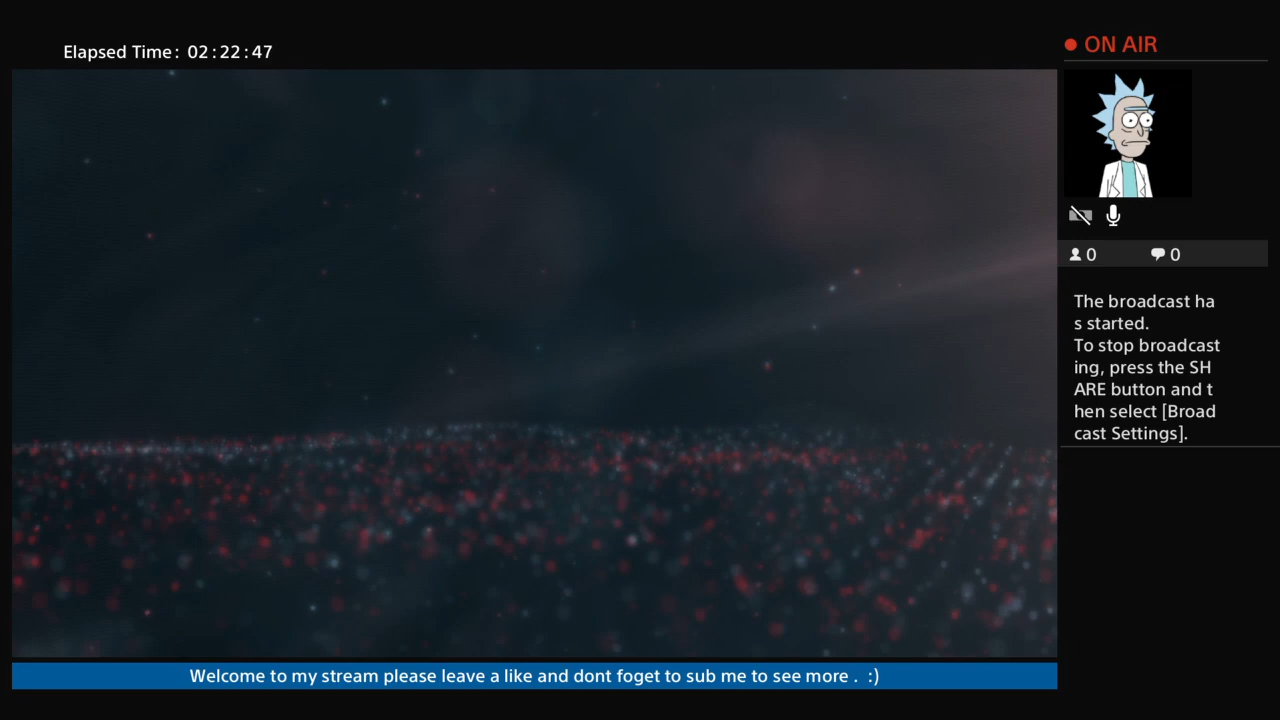 Elapsed Time: 02:22:47
ON AIR
0 0
The broadcast ha
s started.
To stop broadcast
ing, press the SH
ARE button and t
hen select [Broad
cast Settings].
Welcome to my stream please leave a like and dont foget to sub me to see more . :)